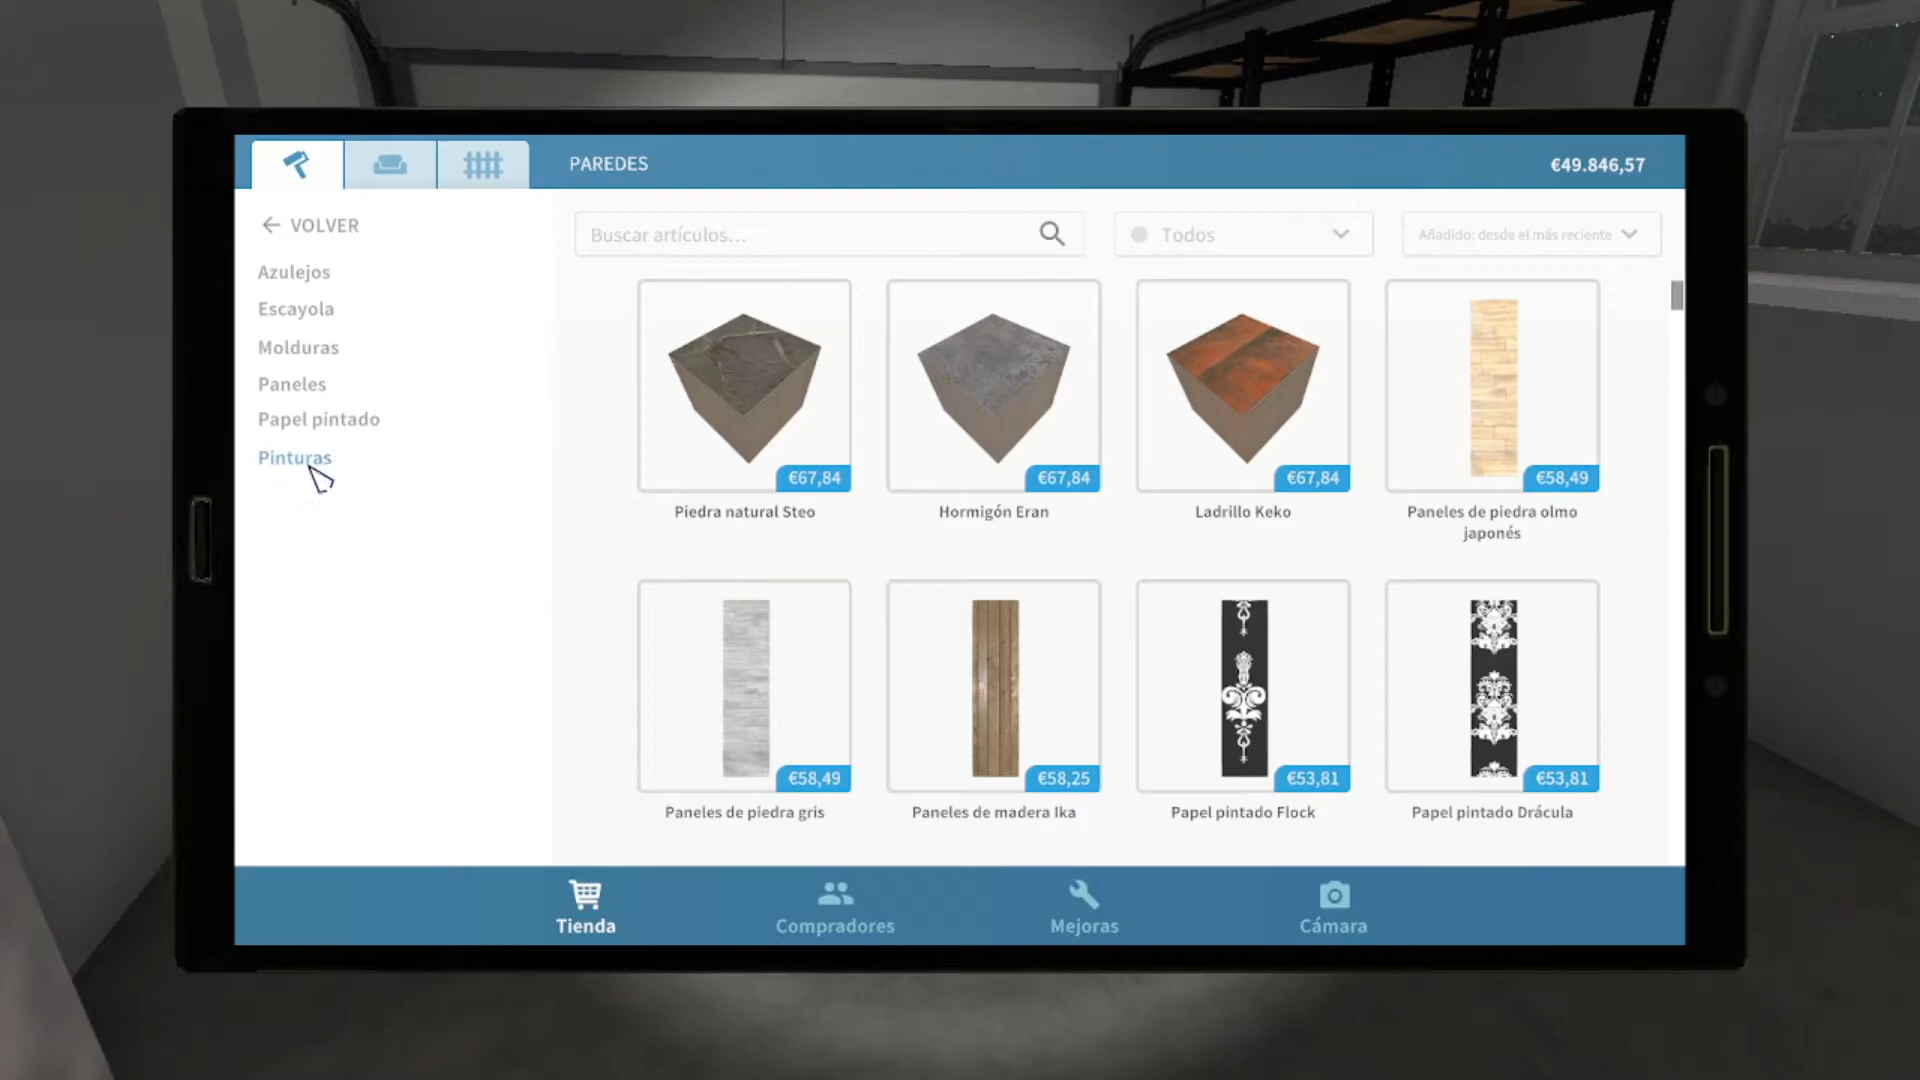 PAREDES
€49.846,57
VOLVER
Azulejos
Escayola
Molduras
Paneles
Papel pintado
Pinturas
Buscar artículos...
Todos
Añadido: desde el más reciente
€67,84
Piedra natural Steo
€67,84
Hormigón Eran
€67,84
Ladrillo Keko
€58,49
Paneles de piedra olmo
japonés
€58,49
Paneles de piedra gris
€58,25
Paneles de madera Ika
€53,81
Papel pintado Flock
€53,81
Papel pintado Drácula
Tienda
Compradores
Mejoras
Cámara